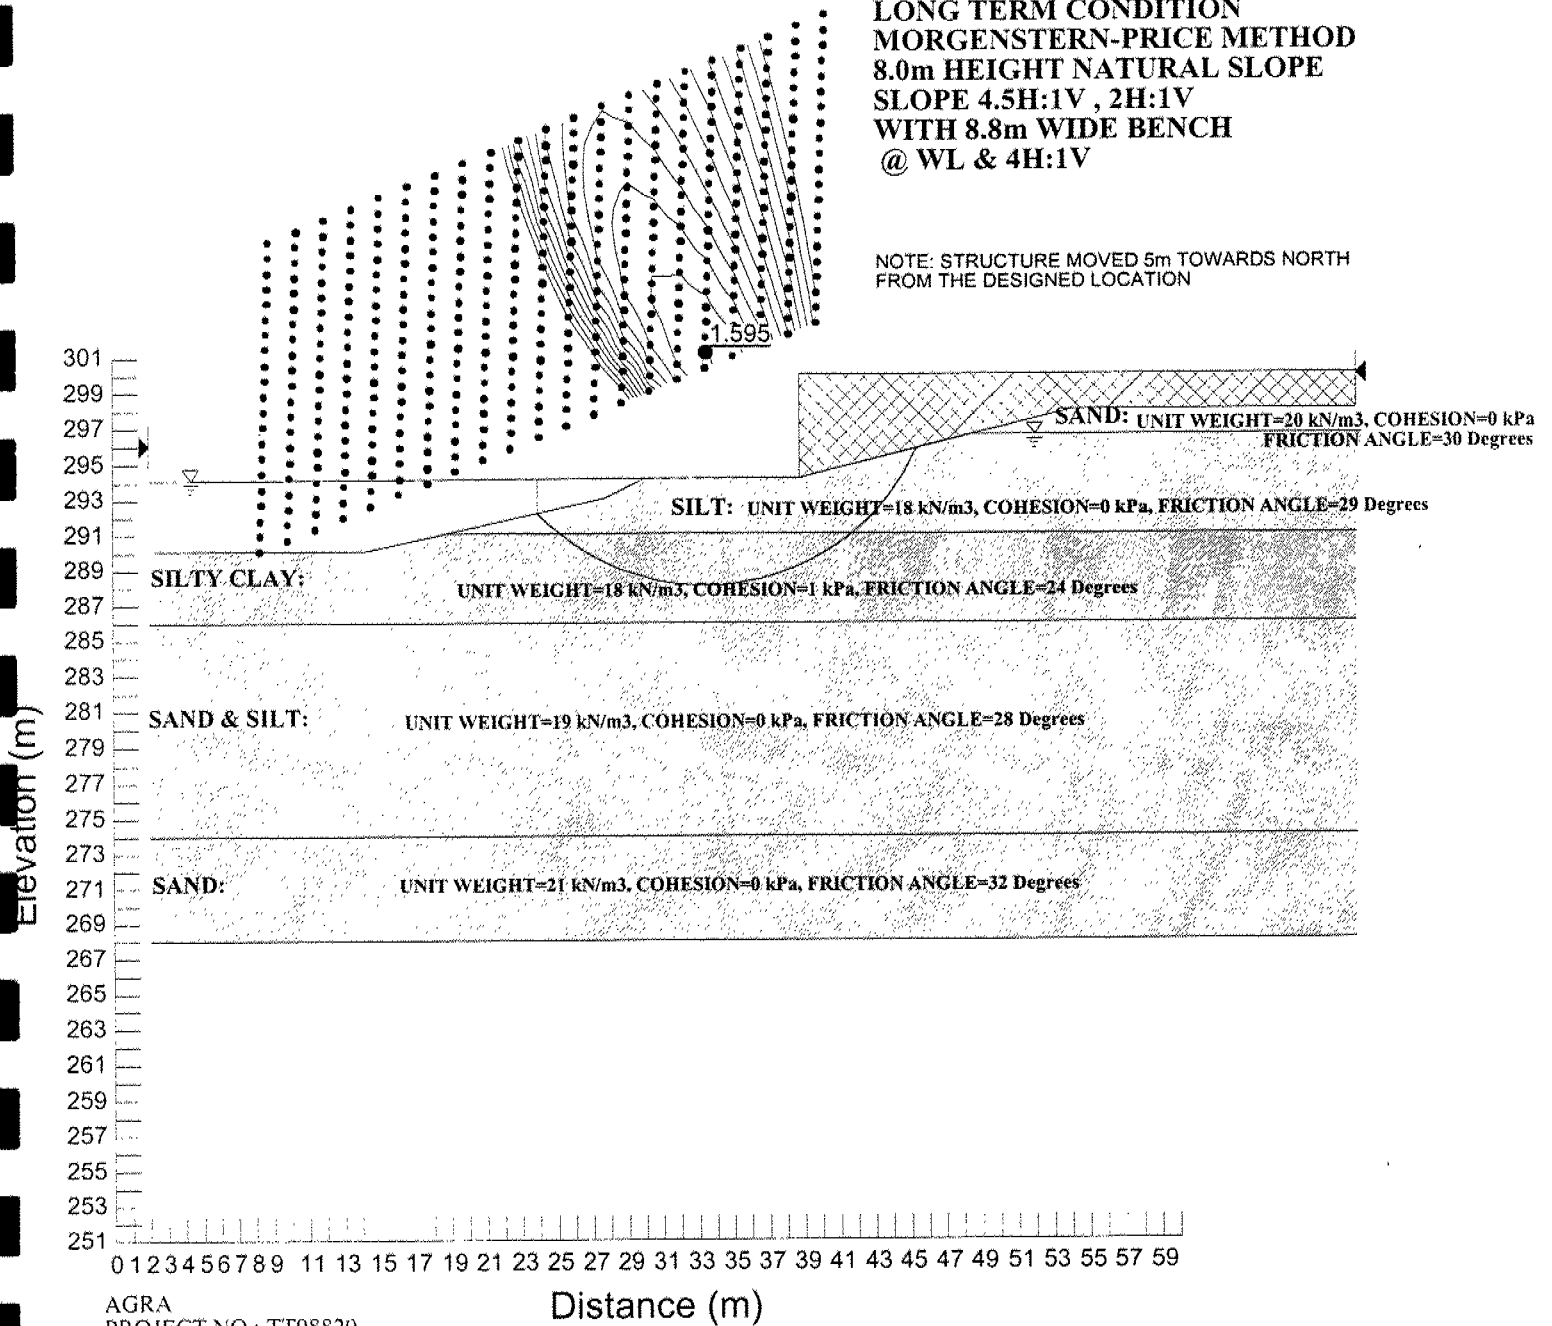 LONG TERM CONDITION
MORGENSTERN-PRICE METHOD
8.0m HEIGHT NATURAL SLOPE
SLOPE 4.5H:1V , 2H:1V
WITH 8.8m WIDE BENCH
@ WL & 4H:1V
NOTE: STRUCTURE MOVED 5m TOWARDS NORTH
FROM THE DESIGNED LOCATION
1.595
301
299
297
295
293
291
289
287
285
283
281
279
277
275
273
271
269
267
265
263
261
259
257
255
253
251
Elevation (m)
SAND: UNIT WEIGHT=20 kN/m3, COHESION=0 kPa
FRICTION ANGLE=30 Degrees
SILT: UNIT WEIGHT=18 kN/m3, COHESION=0 kPa, FRICTION ANGLE=29 Degrees
SILTY CLAY: UNIT WEIGHT=18 kN/m3, COHESION=1 kPa, FRICTION ANGLE=24 Degrees
SAND & SILT: UNIT WEIGHT=19 kN/m3, COHESION=0 kPa, FRICTION ANGLE=28 Degrees
SAND: UNIT WEIGHT=21 kN/m3, COHESION=0 kPa, FRICTION ANGLE=32 Degrees
0 1 2 3 4 5 6 7 8 9 11 13 15 17 19 21 23 25 27 29 31 33 35 37 39 41 43 45 47 49 51 53 55 57 59
Distance (m)
AGRA
PROJECT NO.: